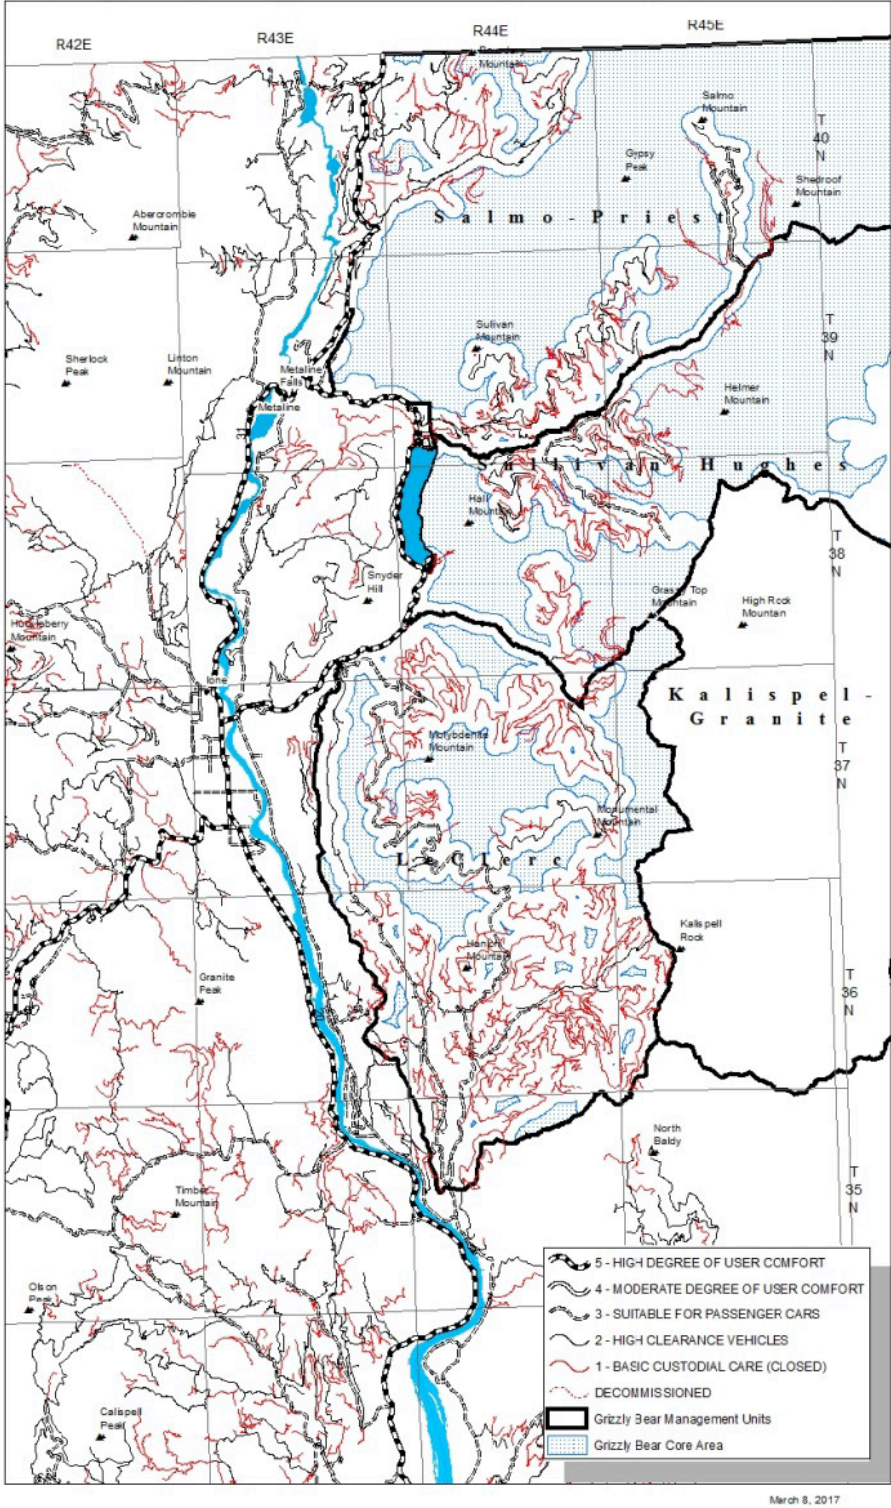 R42E
R43E
R44E
R45E
Boundary
Mountain
Salmo
Mountain
T
40
N
Gypsy
Peak
Shedroof
Mountain
Abercrombie
Mountain
Salmo-Priest
Sullivan
Mountain
T
39
N
Sherlock
Peak
Linton
Mountain
Metaline
Falls
Metaline
Helmer
Mountain
31
Sullivan-Hughes
Hall
Mountain
T
38
N
Snyder
Hill
Grassy Top
Mountain
High Rock
Mountain
Huckleberry
Mountain
Ione
Kalispel-
Granite
Molybdenite
Mountain
T
37
N
Monumental
Mountain
LeClerc
Kalispell
Rock
Hanlon
Mountain
Granite
Peak
T
36
N
North
Baldy
T
35
N
Timber
Mountain
Olson
Peak
Calispell
Peak
5 - HIGH DEGREE OF USER COMFORT
4 - MODERATE DEGREE OF USER COMFORT
3 - SUITABLE FOR PASSENGER CARS
2 - HIGH CLEARANCE VEHICLES
1 - BASIC CUSTODIAL CARE (CLOSED)
DECOMMISSIONED
Grizzly Bear Management Units
Grizzly Bear Core Area
March 8, 2017